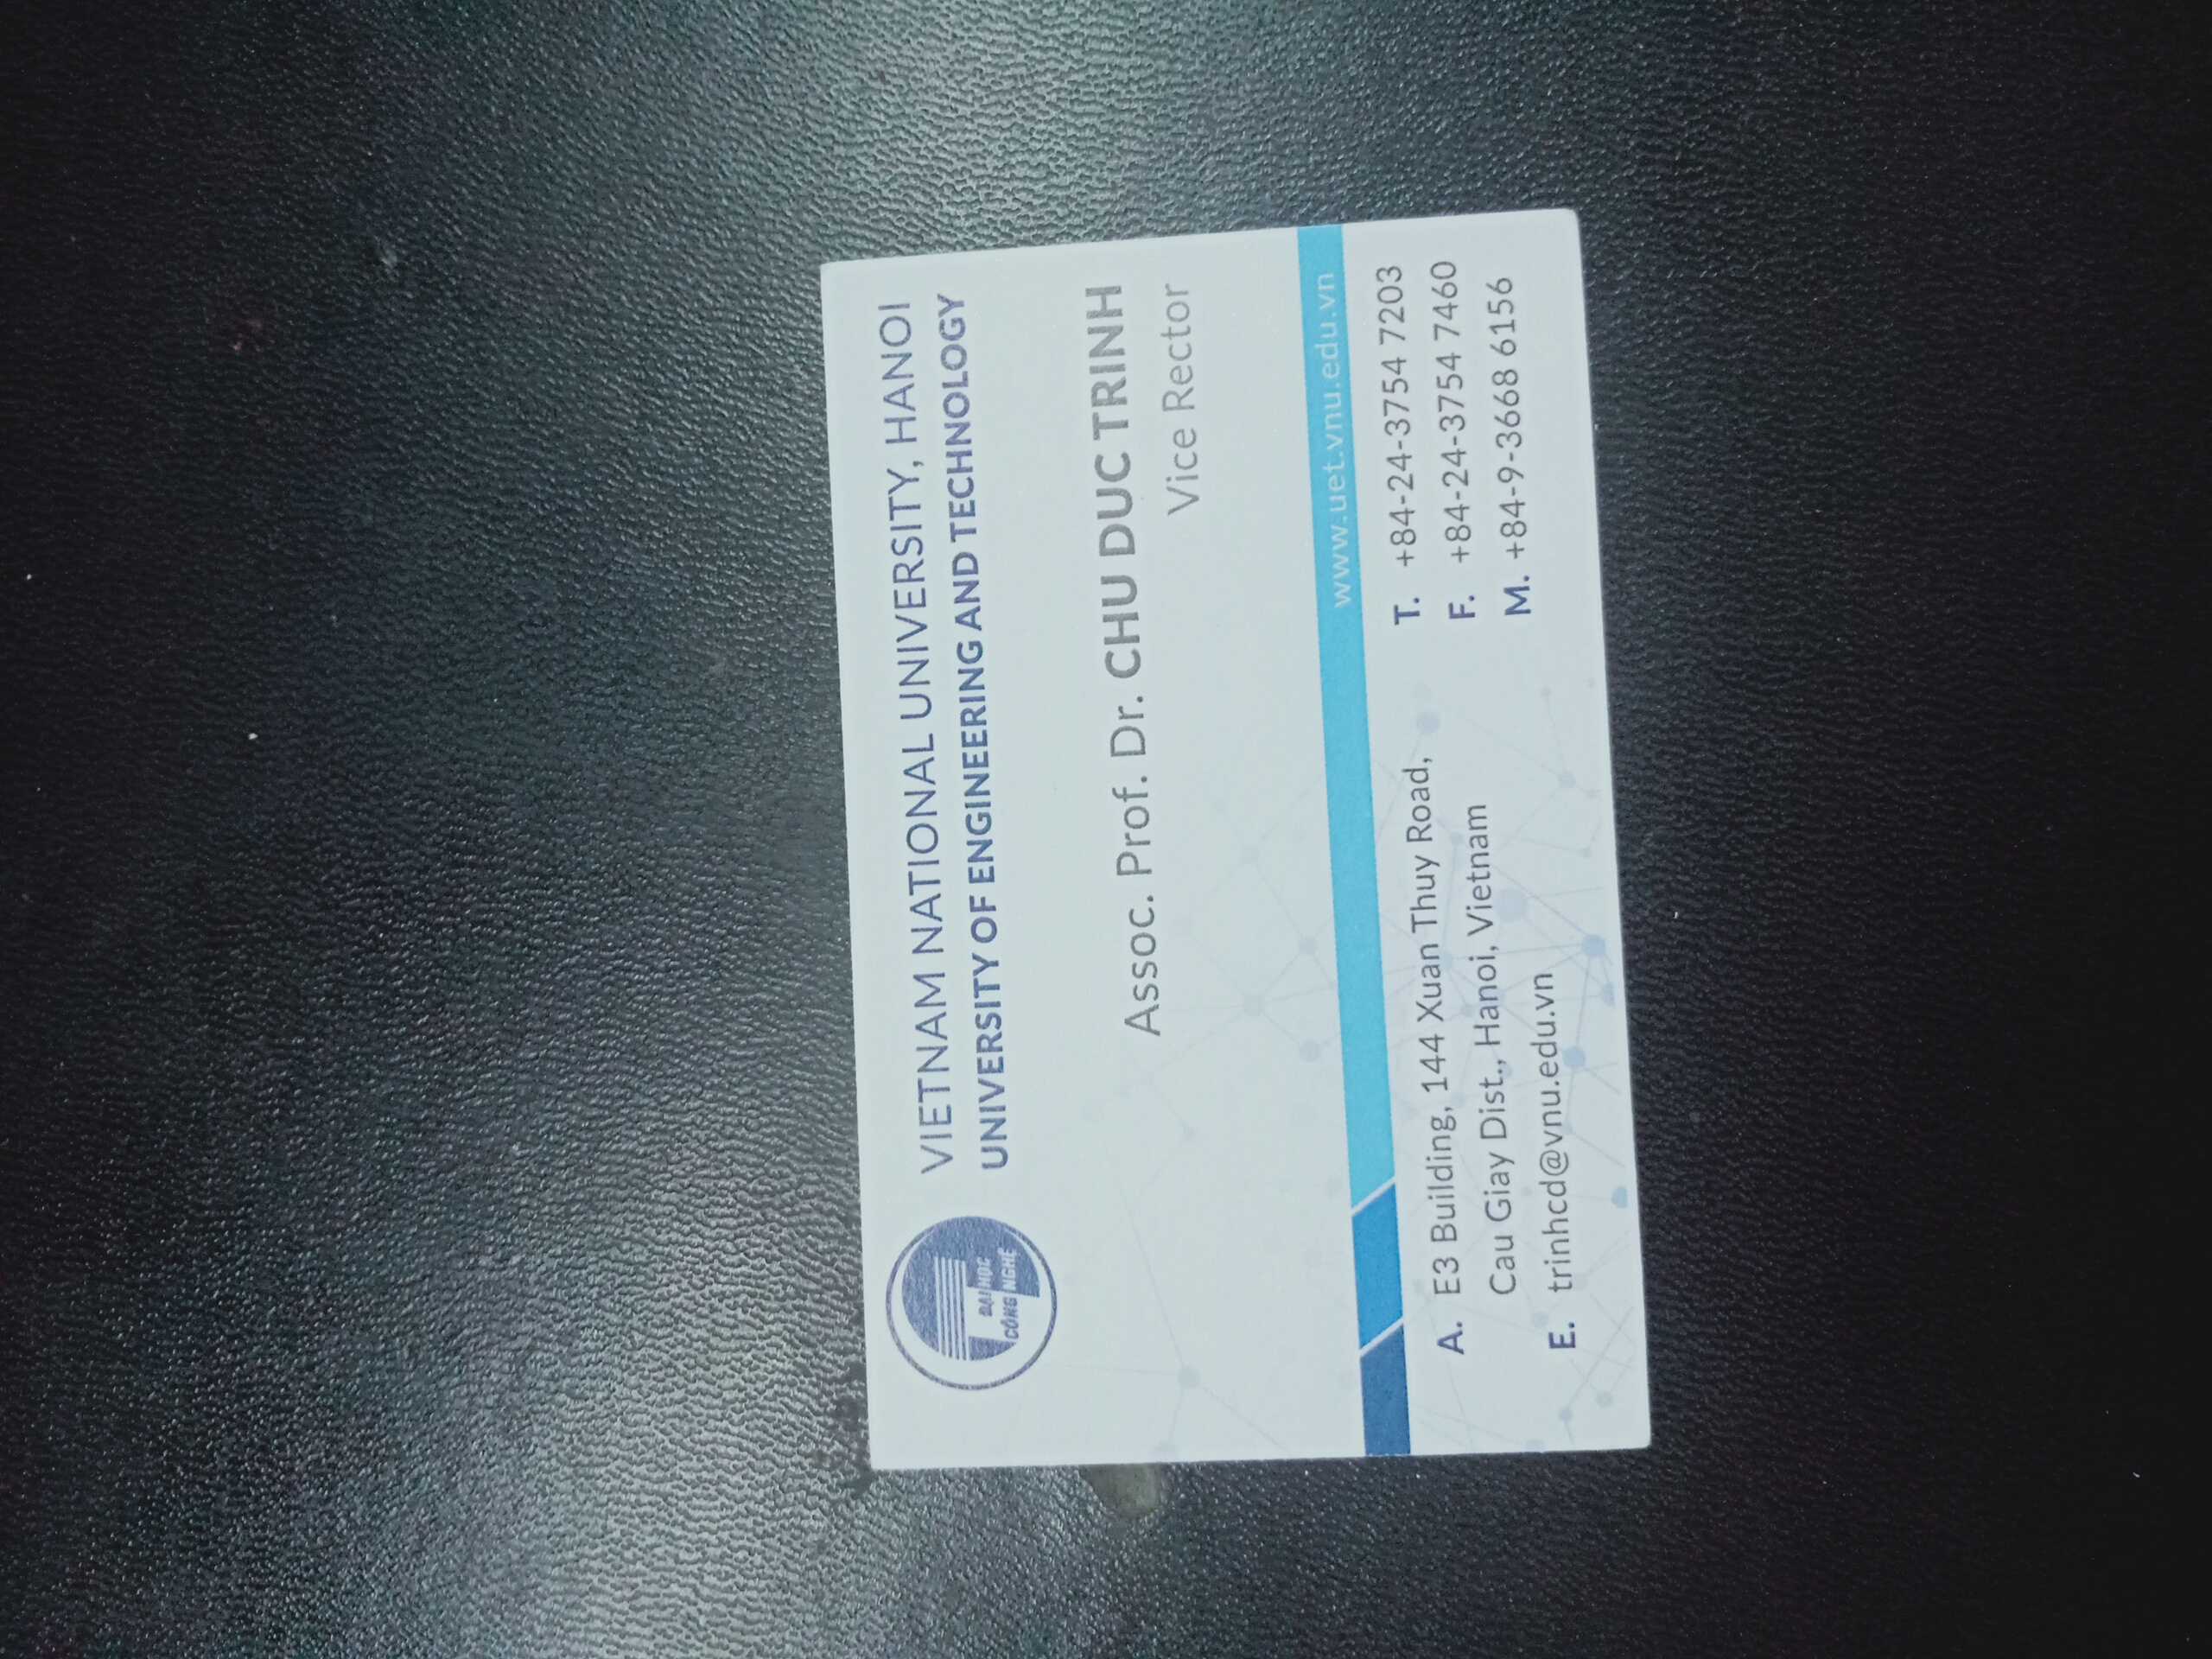 ĐẠI HỌC
CÔNG NGHỆ
VIETNAM NATIONAL UNIVERSITY, HANOI
UNIVERSITY OF ENGINEERING AND TECHNOLOGY
Assoc. Prof. Dr. CHU DUC TRINH
Vice Rector
www.uet.vnu.edu.vn
A. E3 Building, 144 Xuan Thuy Road,
Cau Giay Dist., Hanoi, Vietnam
E. trinhcd@vnu.edu.vn
T. +84-24-3754 7203
F. +84-24-3754 7460
M. +84-9-3668 6156